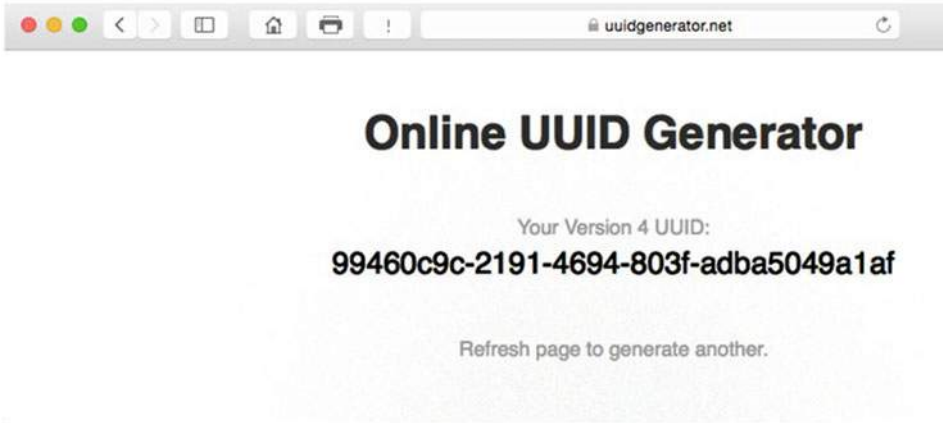 uuidgenerator.net
Online UUID Generator
Your Version 4 UUID:
99460c9c-2191-4694-803f-adba5049a1af
Refresh page to generate another.